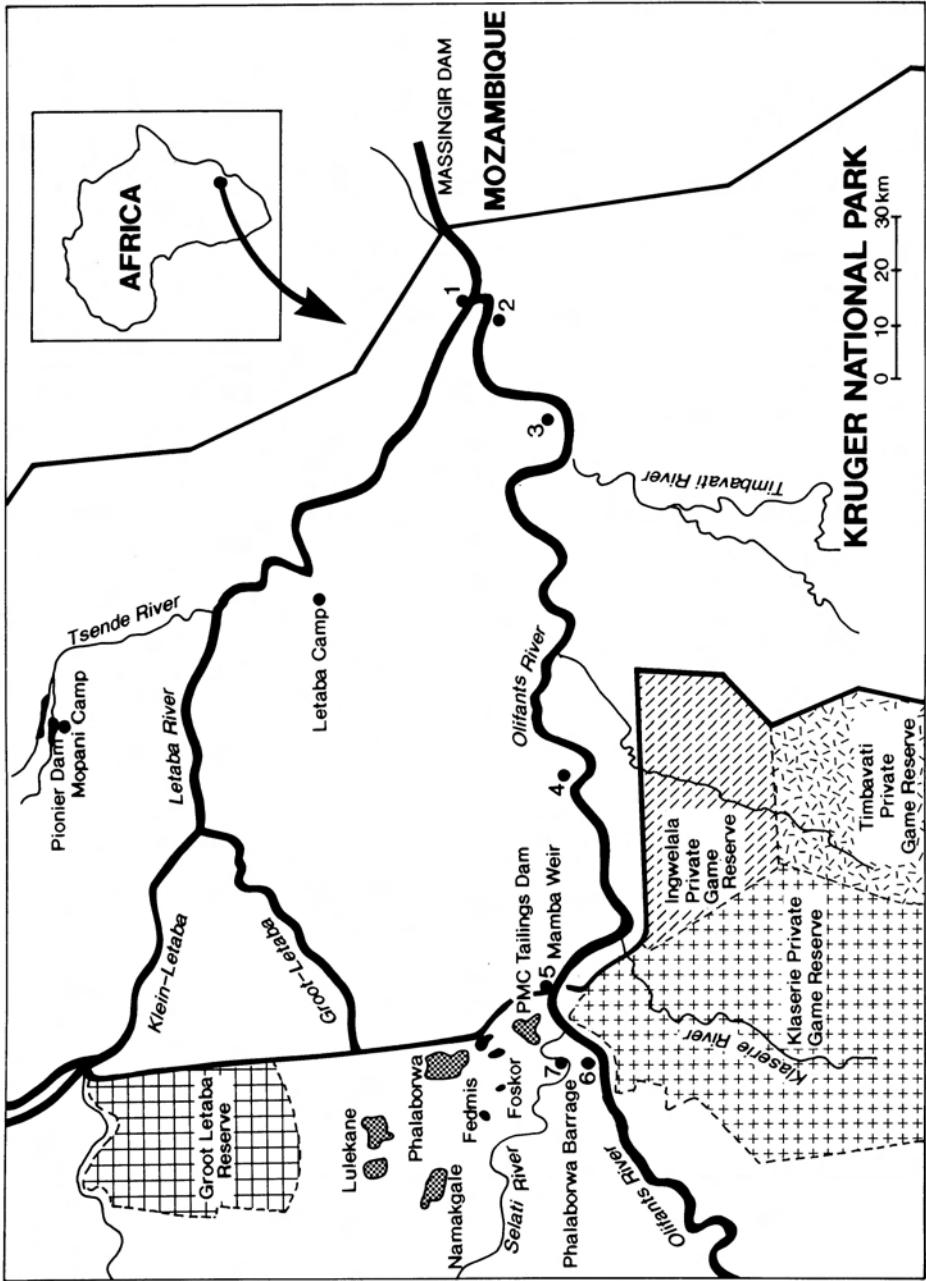 AFRICA
MASSINGIR DAM
MOZAMBIQUE
Pionier Dam
Mopani Camp
Tsende River
Letaba River
Klein-Letaba
Groot-Letaba
Letaba Camp
Groot Letaba
Reserve
Lulekane
Namakgale
Phalaborwa
Fedmis
Foskor
PMC Tailings Dam
Selati River
Phalaborwa Barrage
Mamba Weir
Olifants River
Olifants River
1
2
3
4
5
6
7
Timbavati River
Klaserie River
Ingwelala
Private
Game
Reserve
Klaserie Private
Game Reserve
Timbavati
Private
Game Reserve
KRUGER NATIONAL PARK
0 10 20 30 km